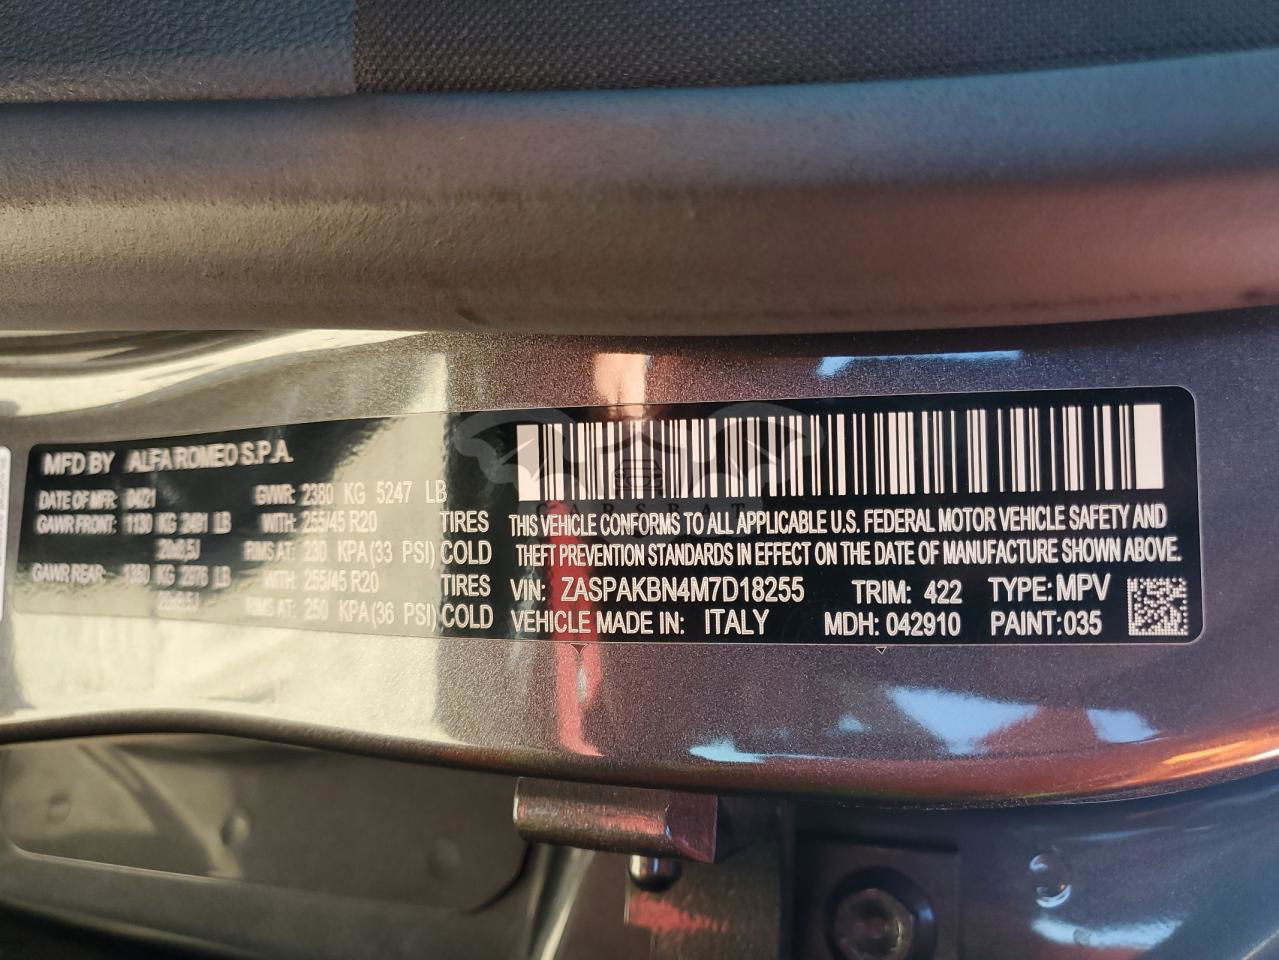 MFD BY ALFA ROMEO S.P.A.
DATE OF MFR: 04/21 GVWR: 2380 KG 5247 LB
GAWR FRONT: 1130 KG 2491 LB WITH: 255/45 R20 TIRES
20x8,5J RIMS AT: 230 KPA(33 PSI) COLD
GAWR REAR: 1350 KG 2976 LB WITH: 255/45 R20 TIRES
RIMS AT: 250 KPA(36 PSI) COLD
CARSBAT
THIS VEHICLE CONFORMS TO ALL APPLICABLE U.S. FEDERAL MOTOR VEHICLE SAFETY AND
THEFT PREVENTION STANDARDS IN EFFECT ON THE DATE OF MANUFACTURE SHOWN ABOVE.
VIN: ZASPAKBN4M7D18255 TRIM: 422 TYPE: MPV
VEHICLE MADE IN: ITALY MDH: 042910 PAINT:035